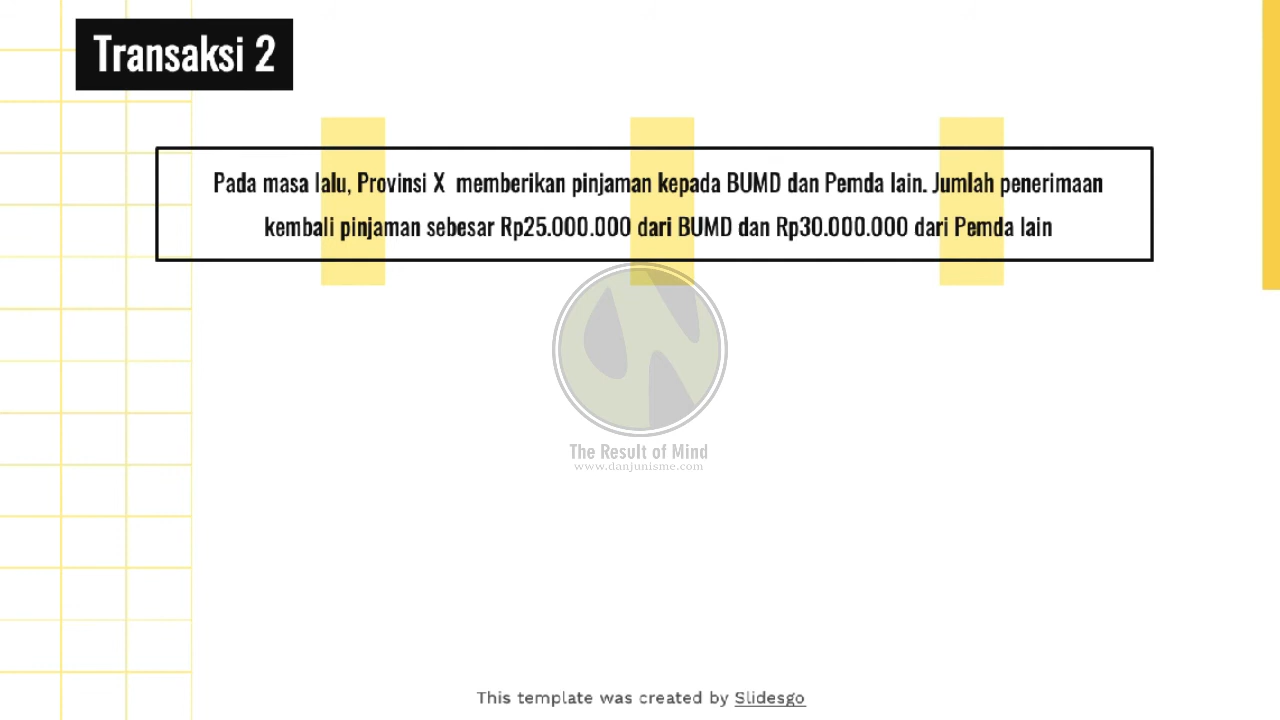 Transaksi 2
Pada masa lalu, Provinsi X memberikan pinjaman kepada BUMD dan Pemda lain. Jumlah penerimaan
kembali pinjaman sebesar Rp25.000.000 dari BUMD dan Rp30.000.000 dari Pemda lain
The Result of Mind
www.danjunisme.com
This template was created by Slidesgo